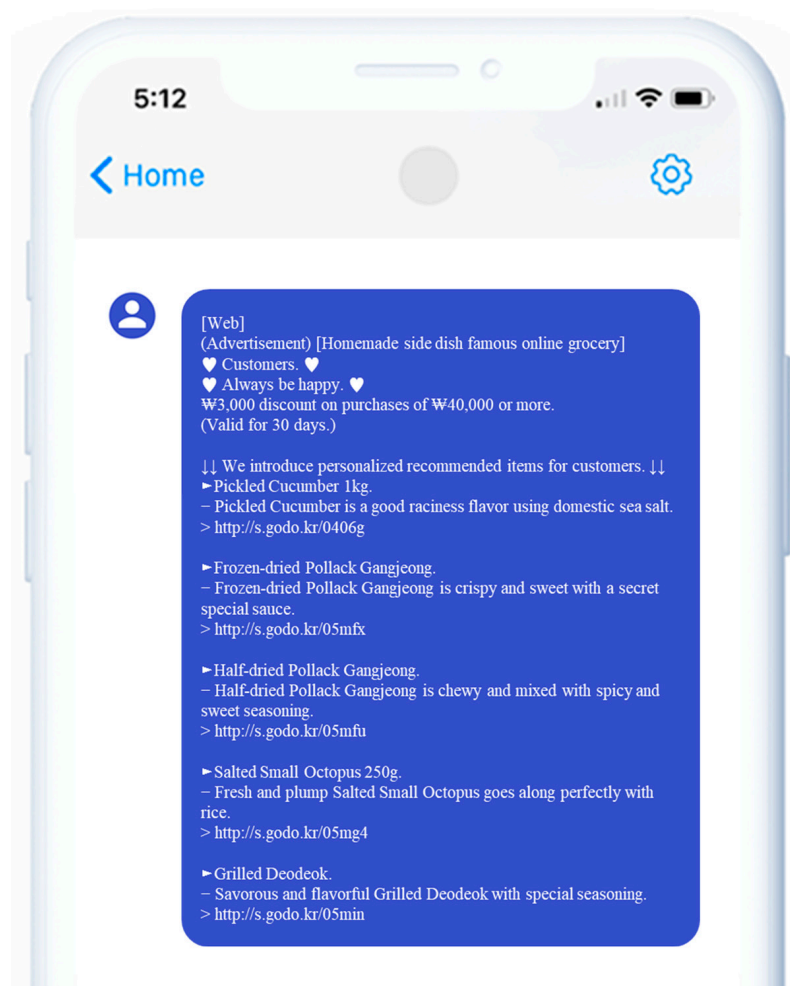 5:12
Home
[Web]
(Advertisement) [Homemade side dish famous online grocery]
♥ Customers. ♥
♥ Always be happy. ♥
₩3,000 discount on purchases of ₩40,000 or more.
(Valid for 30 days.)
↓↓ We introduce personalized recommended items for customers. ↓↓
►Pickled Cucumber 1kg.
– Pickled Cucumber is a good raciness flavor using domestic sea salt.
> http://s.godo.kr/0406g
►Frozen-dried Pollack Gangjeong.
– Frozen-dried Pollack Gangjeong is crispy and sweet with a secret
special sauce.
> http://s.godo.kr/05mfx
►Half-dried Pollack Gangjeong.
– Half-dried Pollack Gangjeong is chewy and mixed with spicy and
sweet seasoning.
> http://s.godo.kr/05mfu
►Salted Small Octopus 250g.
– Fresh and plump Salted Small Octopus goes along perfectly with
rice.
> http://s.godo.kr/05mg4
►Grilled Deodeok.
– Savorous and flavorful Grilled Deodeok with special seasoning.
> http://s.godo.kr/05min